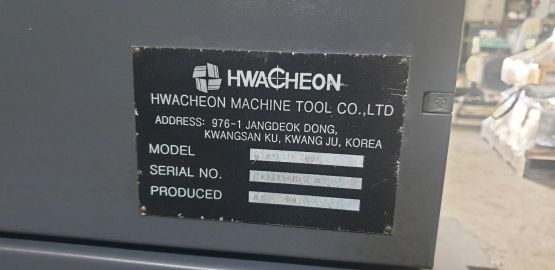 HWACHEON
HWACHEON MACHINE TOOL CO.,LTD
ADDRESS: 976-1 JANGDEOK DONG,
KWANGSAN KU, KWANG JU, KOREA
MODEL
SERIAL NO.
PRODUCED